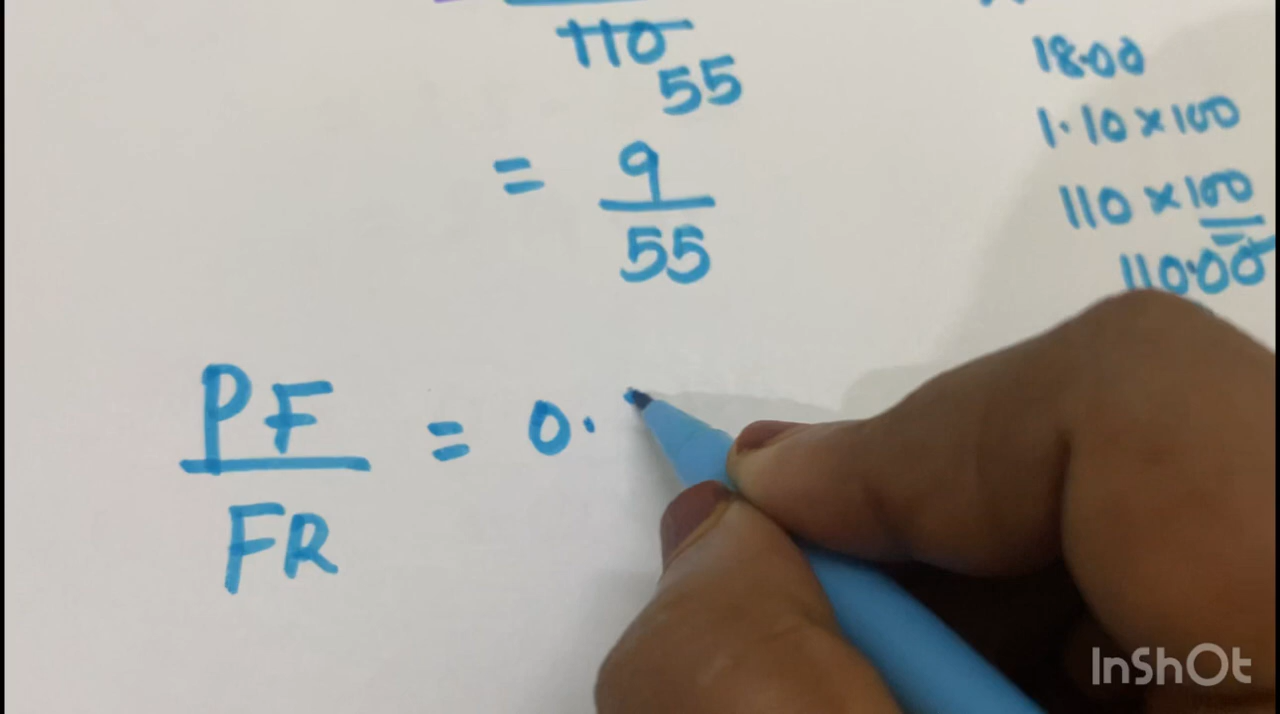 110
55
= 9
55
18.00
1.10 × 100
110 × 100
110.00
PF = 0.
FR
InShOt